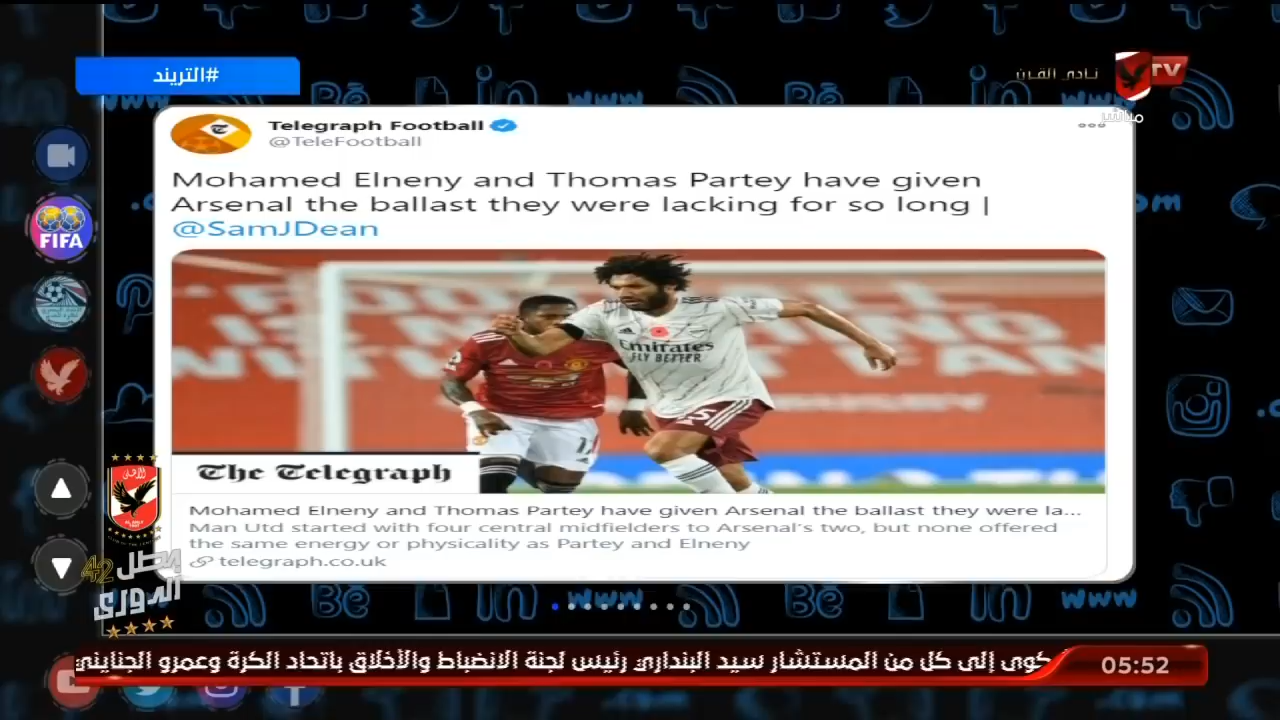 #التريند
نادي القرن
TV
مباشر
Telegraph Football
@TeleFootball
Mohamed Elneny and Thomas Partey have given
Arsenal the ballast they were lacking for so long |
@SamJDean
FIFA
Emirates
FLY BETTER
The Telegraph
Mohamed Elneny and Thomas Partey have given Arsenal the ballast they were la...
Man Utd started with four central midfielders to Arsenal's two, but none offered
the same energy or physicality as Partey and Elneny
telegraph.co.uk
بطل 42
الدوري
كوى إلى كل من المستشار سيد البنداري رئيس لجنة الانضباط والأخلاق باتحاد الكرة وعمرو الجنايني
05:52